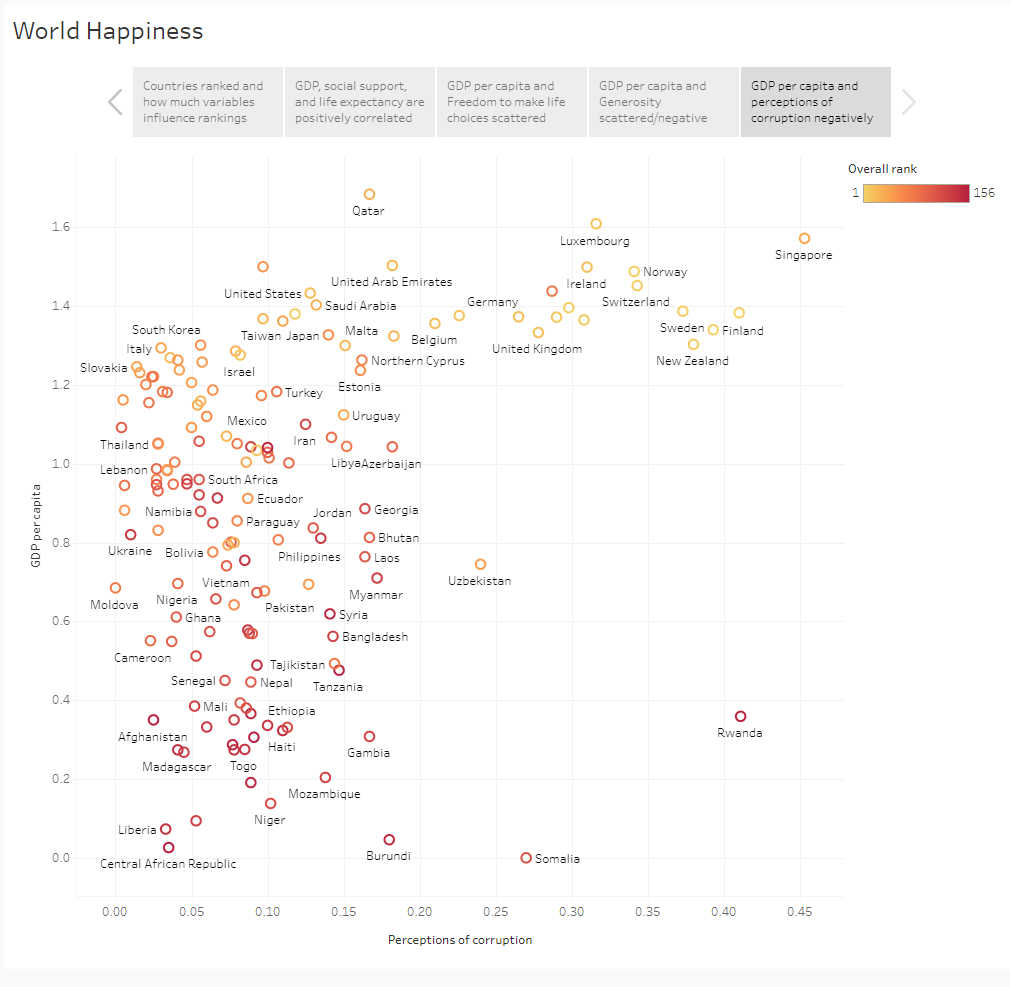 World Happiness
Countries ranked and
how much variables
influence rankings
GDP, social support,
and life expectancy are
positively correlated
GDP per capita and
Freedom to make life
choices scattered
GDP per capita and
Generosity
scattered/negative
GDP per capita and
perceptions of
corruption negatively
Overall rank
1 156
GDP per capita
1.6
1.4
1.2
1.0
0.8
0.6
0.4
0.2
0.0
Qatar
Luxembourg
Singapore
United Arab Emirates
Ireland
Norway
United States
Saudi Arabia
Germany
Switzerland
South Korea
Taiwan
Japan
Malta
Belgium
Sweden
Finland
Italy
Israel
United Kingdom
New Zealand
Slovakia
Northern Cyprus
Estonia
Turkey
Mexico
Uruguay
Thailand
Iran
Libya
Azerbaijan
Lebanon
South Africa
Ecuador
Namibia
Paraguay
Jordan
Georgia
Ukraine
Bolivia
Philippines
Bhutan
Laos
Vietnam
Myanmar
Uzbekistan
Moldova
Nigeria
Pakistan
Ghana
Syria
Bangladesh
Cameroon
Tajikistan
Senegal
Nepal
Tanzania
Mali
Ethiopia
Afghanistan
Haiti
Gambia
Rwanda
Madagascar
Togo
Mozambique
Niger
Liberia
Burundi
Somalia
Central African Republic
0.00 0.05 0.10 0.15 0.20 0.25 0.30 0.35 0.40 0.45
Perceptions of corruption